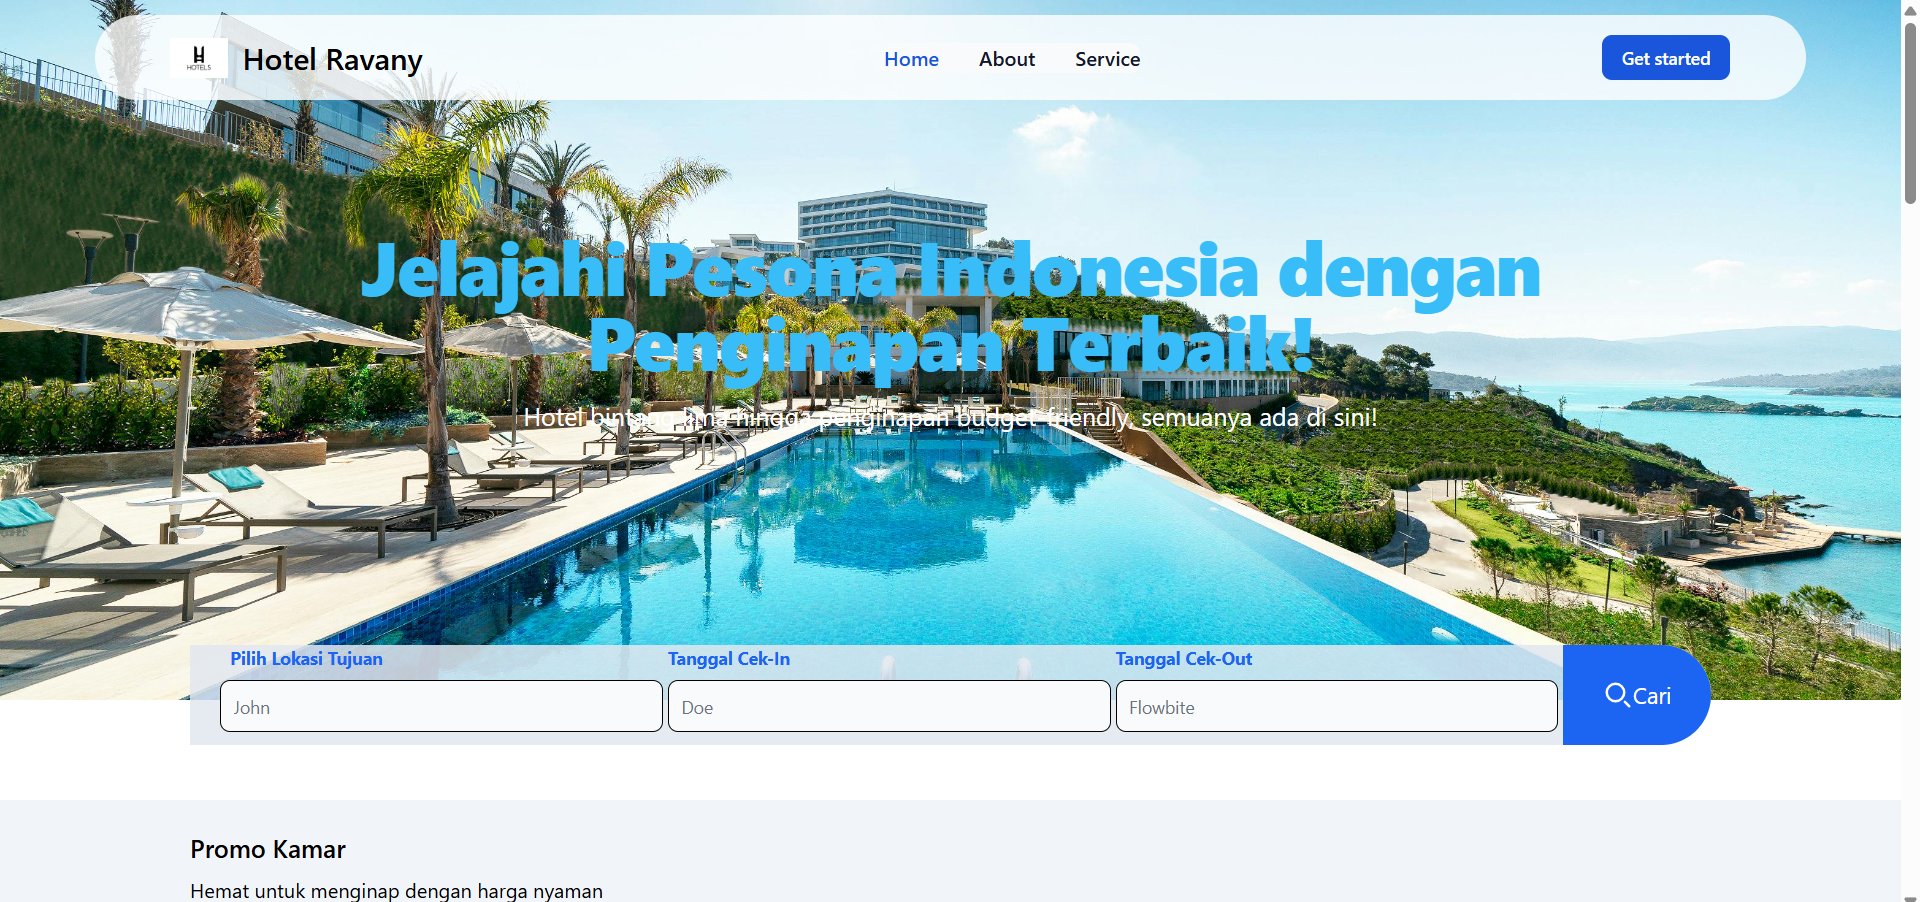 HOTELS
Hotel Ravany
Home
About
Service
Get started
Jelajahi Pesona Indonesia dengan
Penginapan Terbaik!
Hotel bintang lima hingga penginapan budget-friendly, semuanya ada di sini!
Pilih Lokasi Tujuan
Tanggal Cek-In
Tanggal Cek-Out
John
Doe
Flowbite
Cari
Promo Kamar
Hemat untuk menginap dengan harga nyaman